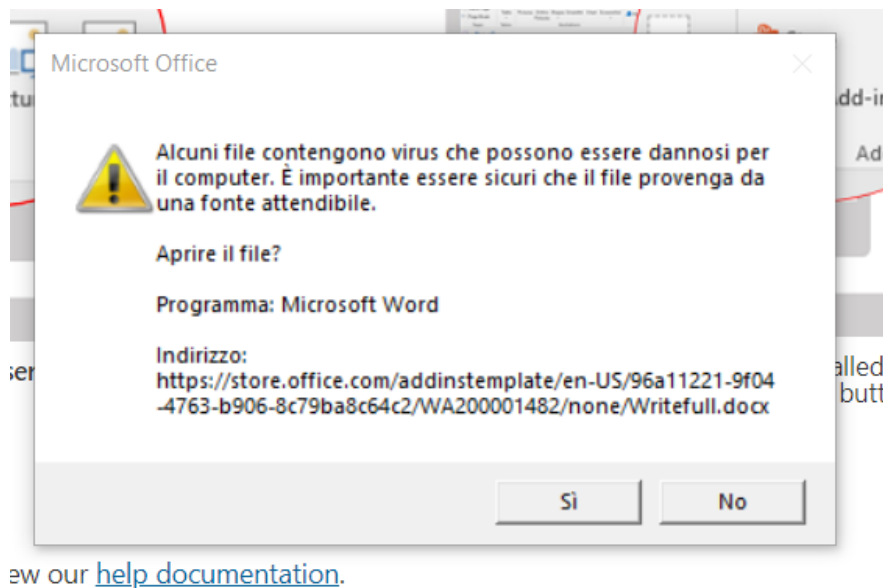 Microsoft Office
dd-i
Ad
Alcuni file contengono virus che possono essere dannosi per
il computer. È importante essere sicuri che il file provenga da
una fonte attendibile.
Aprire il file?
Programma: Microsoft Word
Indirizzo:
https://store.office.com/addinstemplate/en-US/96a11221-9f04
-4763-b906-8c79ba8c64c2/WA200001482/none/Writefull.docx
ser
alled
butt
Sì No
ew our help documentation.